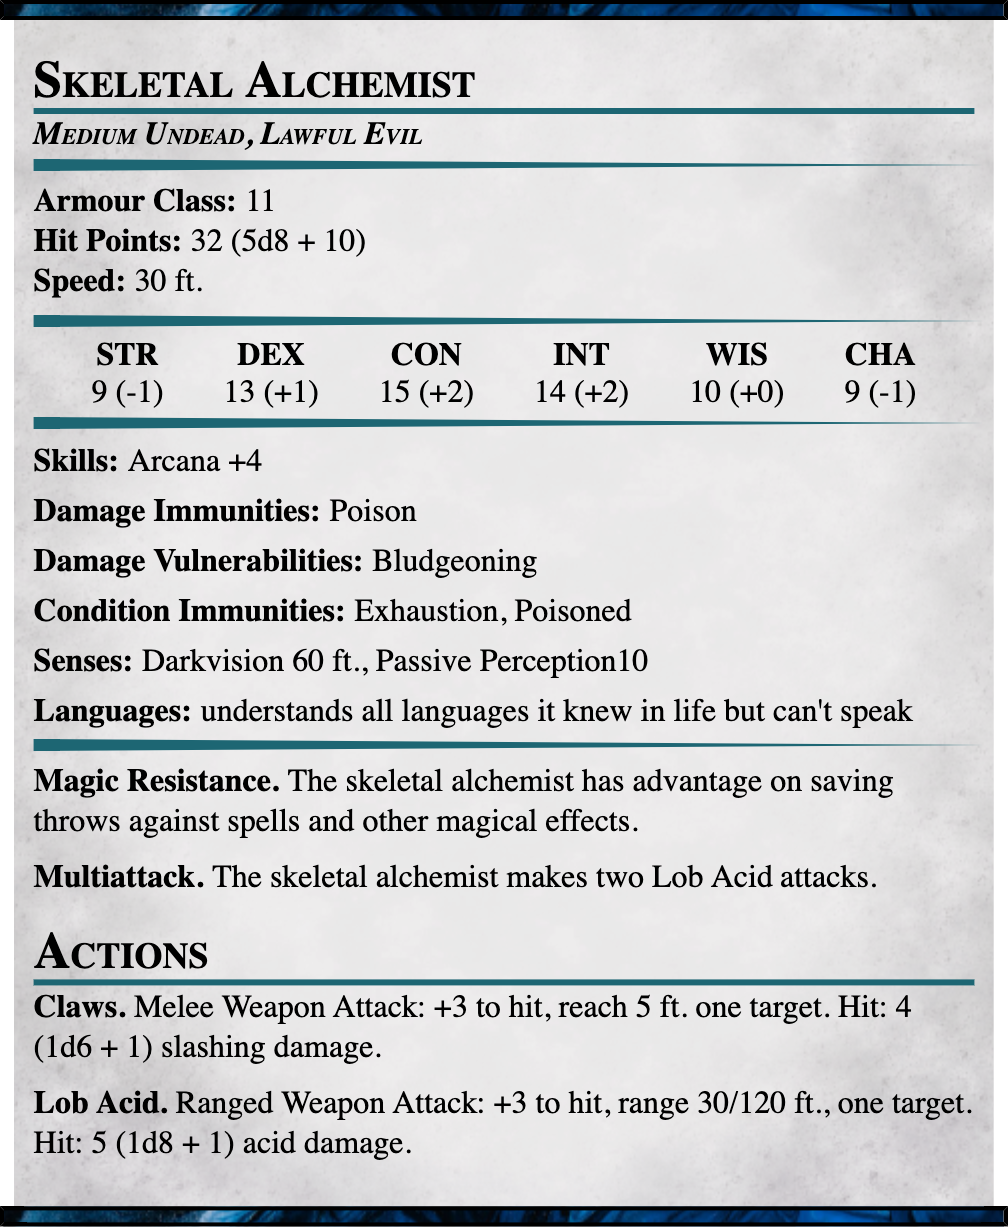 Skeletal Alchemist
Medium Undead, Lawful Evil
Armour Class: 11
Hit Points: 32 (5d8 + 10)
Speed: 30 ft.
STR DEX CON INT WIS CHA
9 (-1) 13 (+1) 15 (+2) 14 (+2) 10 (+0) 9 (-1)
Skills: Arcana +4
Damage Immunities: Poison
Damage Vulnerabilities: Bludgeoning
Condition Immunities: Exhaustion, Poisoned
Senses: Darkvision 60 ft., Passive Perception10
Languages: understands all languages it knew in life but can't speak
Magic Resistance. The skeletal alchemist has advantage on saving
throws against spells and other magical effects.
Multiattack. The skeletal alchemist makes two Lob Acid attacks.
Actions
Claws. Melee Weapon Attack: +3 to hit, reach 5 ft. one target. Hit: 4
(1d6 + 1) slashing damage.
Lob Acid. Ranged Weapon Attack: +3 to hit, range 30/120 ft., one target.
Hit: 5 (1d8 + 1) acid damage.